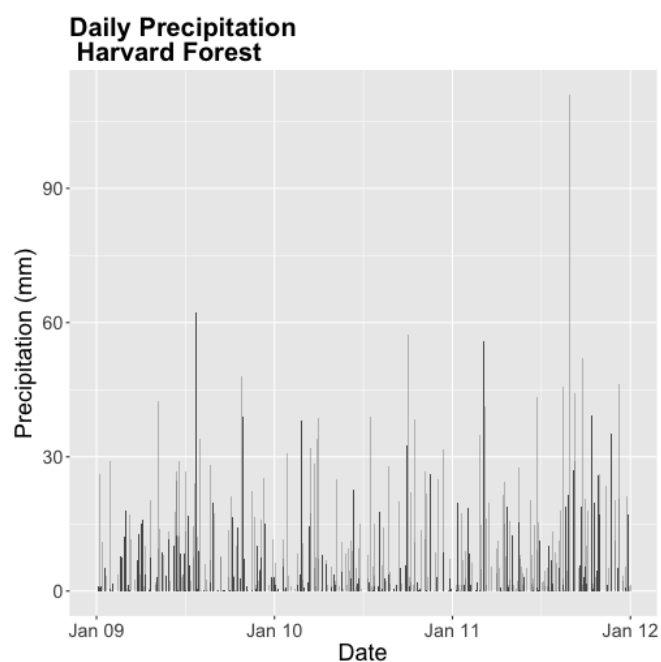 Daily Precipitation
Harvard Forest
90
60
30
0
Precipitation (mm)
Jan 09 Jan 10 Jan 11 Jan 12
Date